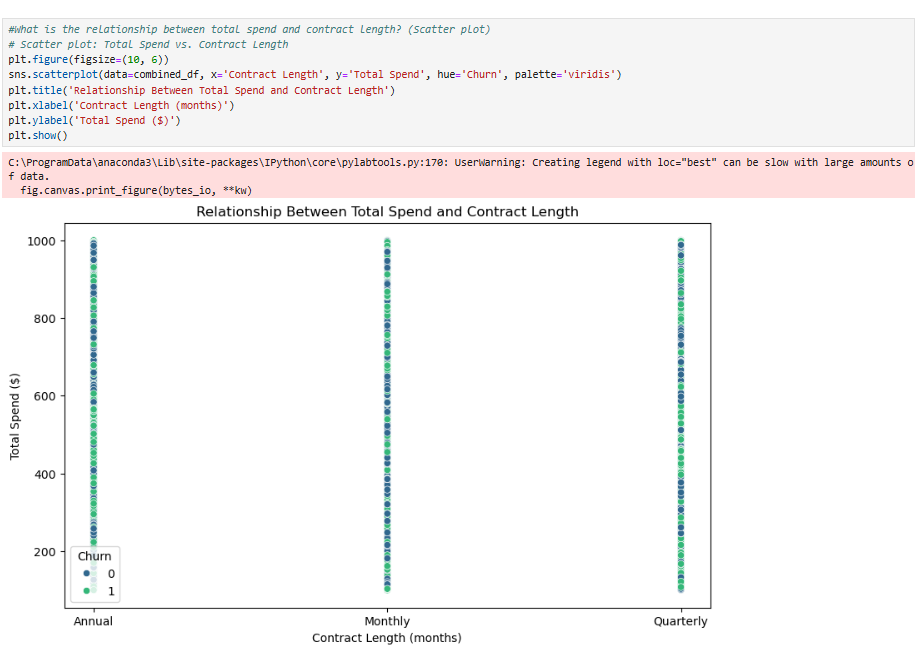 #What is the relationship between total spend and contract length? (Scatter plot)
# Scatter plot: Total Spend vs. Contract Length
plt.figure(figsize=(10, 6))
sns.scatterplot(data=combined_df, x='Contract Length', y='Total Spend', hue='Churn', palette='viridis')
plt.title('Relationship Between Total Spend and Contract Length')
plt.xlabel('Contract Length (months)')
plt.ylabel('Total Spend ($)')
plt.show()
C:\ProgramData\anaconda3\Lib\site-packages\IPython\core\pylabtools.py:170: UserWarning: Creating legend with loc="best" can be slow with large amounts o
f data.
  fig.canvas.print_figure(bytes_io, **kw)
Relationship Between Total Spend and Contract Length
1000
800
600
400
200
Total Spend ($)
Churn
0
1
Annual
Monthly
Quarterly
Contract Length (months)